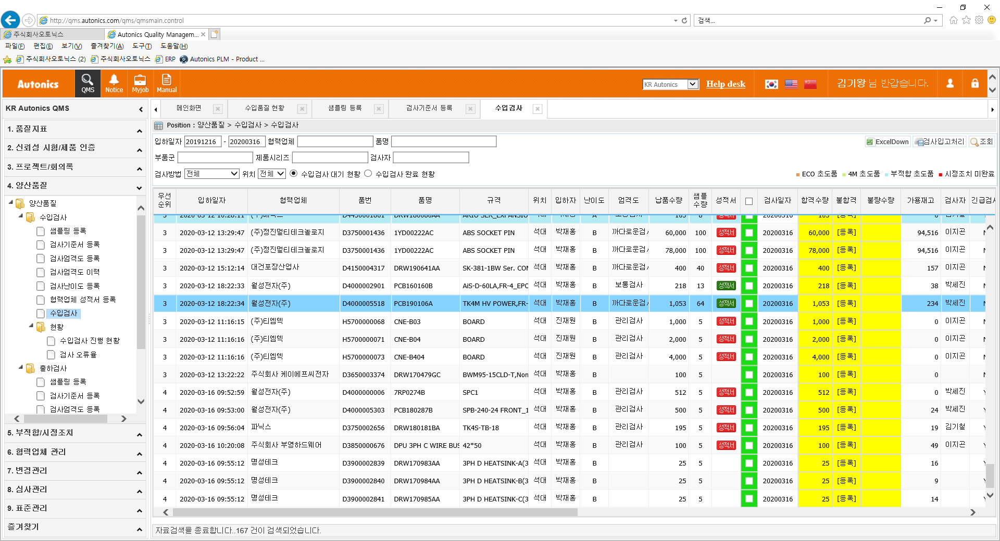 http://qms.autonics.com/qms/qmsmain.control
검색...
주식회사오토닉스
Autonics Quality Managem...
파일(F) 편집(E) 보기(V) 즐겨찾기(A) 도구(T) 도움말(H)
주식회사오토닉스 (2) 주식회사오토닉스 ERP Autonics PLM - Product ...
Autonics QMS Notice Myjob Manual KR Autonics Help desk 김기왕 님 반갑습니다.
KR Autonics QMS
메인화면 수입품질 현황 샘플링 등록 검사기준서 등록 수입검사
Position : 양산품질 > 수입검사 > 수입검사
1. 품질지표
2. 신뢰성 시험/제품 인증
3. 프로젝트/회의록
4. 양산품질
양산품질
수입검사
샘플링 등록
검사기준서 등록
검사엄격도 등록
검사엄격도 이력
검사난이도 등록
협력업체 성적서 등록
수입검사
현황
수입검사 진행 현황
검사 오류율
출하검사
샘플링 등록
검사기준서 등록
검사엄격도 등록
5. 부적합/시정조치
6. 협력업체 관리
7. 변경관리
8. 심사관리
9. 표준관리
즐겨찾기
입하일자 20191216 - 20200316 협력업체 품명
ExcelDown 검사입고처리 조회
부품군 제품시리즈 검사자
검사방법 전체 위치 전체 수입검사 대기 현황 수입검사 완료 현황
ECO 초도품 4M 초도품 부적합 초도품 시정조치 미완료
우선순위 입하일자 협력업체 품번 품명 규격 위치 입하자 난이도 엄격도 납품수량 샘플수량 성적서 검사일자 합격수량 불합격 불량수량 가용재고 검사자 긴급검사
3 2020-03-12 13:29:47 (주)정진멀티테크놀로지 D3750001436 1YD00222AC ABS SOCKET PIN 석대 박재홍 B 까다로운검사 60,000 100 성적서 20200316 60,000 [등록] 94,516 이지곤
3 2020-03-12 13:29:47 (주)정진멀티테크놀로지 D3750001436 1YD00222AC ABS SOCKET PIN 석대 박재홍 B 까다로운검사 78,000 100 성적서 20200316 78,000 [등록] 94,516 이지곤
3 2020-03-12 15:12:14 대건포장산업사 D4150004317 DRW190641AA SK-381-1BW Ser. CO 석대 박재홍 B 까다로운검사 400 40 성적서 20200316 400 [등록] 157 이지곤
3 2020-03-12 18:22:33 월성전자(주) D4000002901 PCB160160B AiS-D-60LA,FR-4_EPC 석대 박재홍 B 보통검사 218 13 성적서 20200316 218 [등록] 38 박세진
3 2020-03-12 18:22:34 월성전자(주) D4000005518 PCB190106A TK4M HV POWER,FR- 석대 박재홍 B 까다로운검사 1,053 64 성적서 20200316 1,053 [등록] 234 박세진
3 2020-03-12 11:16:15 (주)티엠텍 H5700000068 CNE-B03 BOARD 석대 진재원 B 관리검사 1,000 5 성적서 20200316 1,000 [등록] 0 이지곤
3 2020-03-12 11:16:16 (주)티엠텍 H5700000071 CNE-B04 BOARD 석대 진재원 B 관리검사 2,000 5 성적서 20200316 2,000 [등록] 0 이지곤
3 2020-03-12 11:16:16 (주)티엠텍 H5700000073 CNE-B404 BOARD 석대 진재원 B 관리검사 4,000 5 성적서 20200316 4,000 [등록] 0 이지곤
3 2020-03-12 13:22:22 주식회사 케이에프씨전자 D3650003374 DRW170479GC BWM95-15CLD-T,Non 석대 박재홍 B 100 5 20200316 100 [등록] 0
4 2020-03-16 09:52:59 월성전자(주) D4000000006 7RP0274B SPC1 석대 박재홍 B 관리검사 512 5 성적서 20200316 512 [등록] 0 박세진
4 2020-03-16 09:53:00 월성전자(주) D4000005303 PCB180287B SPB-240-24 FRONT_1 석대 박재홍 B 관리검사 500 5 성적서 20200316 500 [등록] 24 박세진
4 2020-03-16 09:56:04 파닉스 D3750002656 DRW180181BA TK4S-TB-18 석대 박재홍 B 관리검사 195 5 성적서 20200316 195 [등록] 19 김기철
4 2020-03-16 10:20:08 주식회사 부영하드웨어 D3850000676 DPU 3PH C WIRE BUS 42*50 석대 박재홍 B 관리검사 100 5 성적서 20200316 100 [등록] 49 이지곤
4 2020-03-16 09:55:12 명성테크 D3900002839 DRW170983AA 3PH D HEATSINK-A(3 석대 박재홍 B 25 5 20200316 25 [등록] 16
4 2020-03-16 09:55:12 명성테크 D3900002840 DRW170984AA 3PH D HEATSINK-B(3 석대 박재홍 B 25 5 20200316 25 [등록] 9
4 2020-03-16 09:55:12 명성테크 D3900002841 DRW170985AA 3PH D HEATSINK-C(3 석대 박재홍 B 25 5 20200316 25 [등록] 14
자료검색을 종료합니다..167 건이 검색되었습니다.